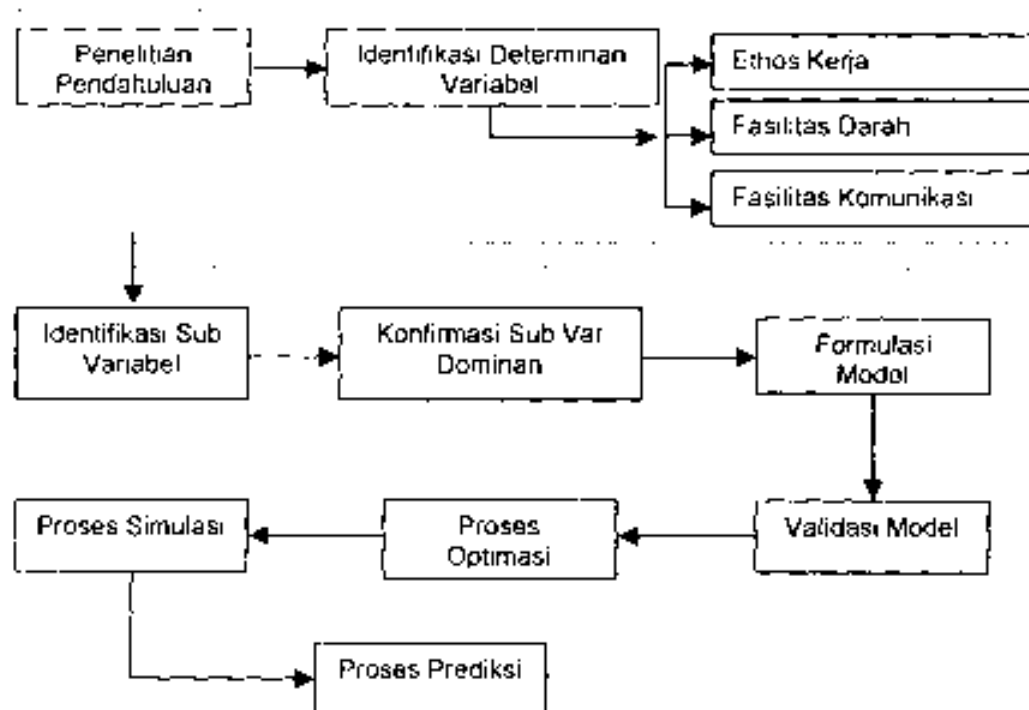 Penelitian
Pendahuluan
Identifikasi Determinan
Variabel
Ethos Kerja
Fasilitas Darah
Fasilitas Komunikasi
Identifikasi Sub
Variabel
Konfirmasi Sub Var
Dominan
Formulasi
Model
Proses Simulasi
Proses
Optimasi
Validasi Model
Proses Prediksi